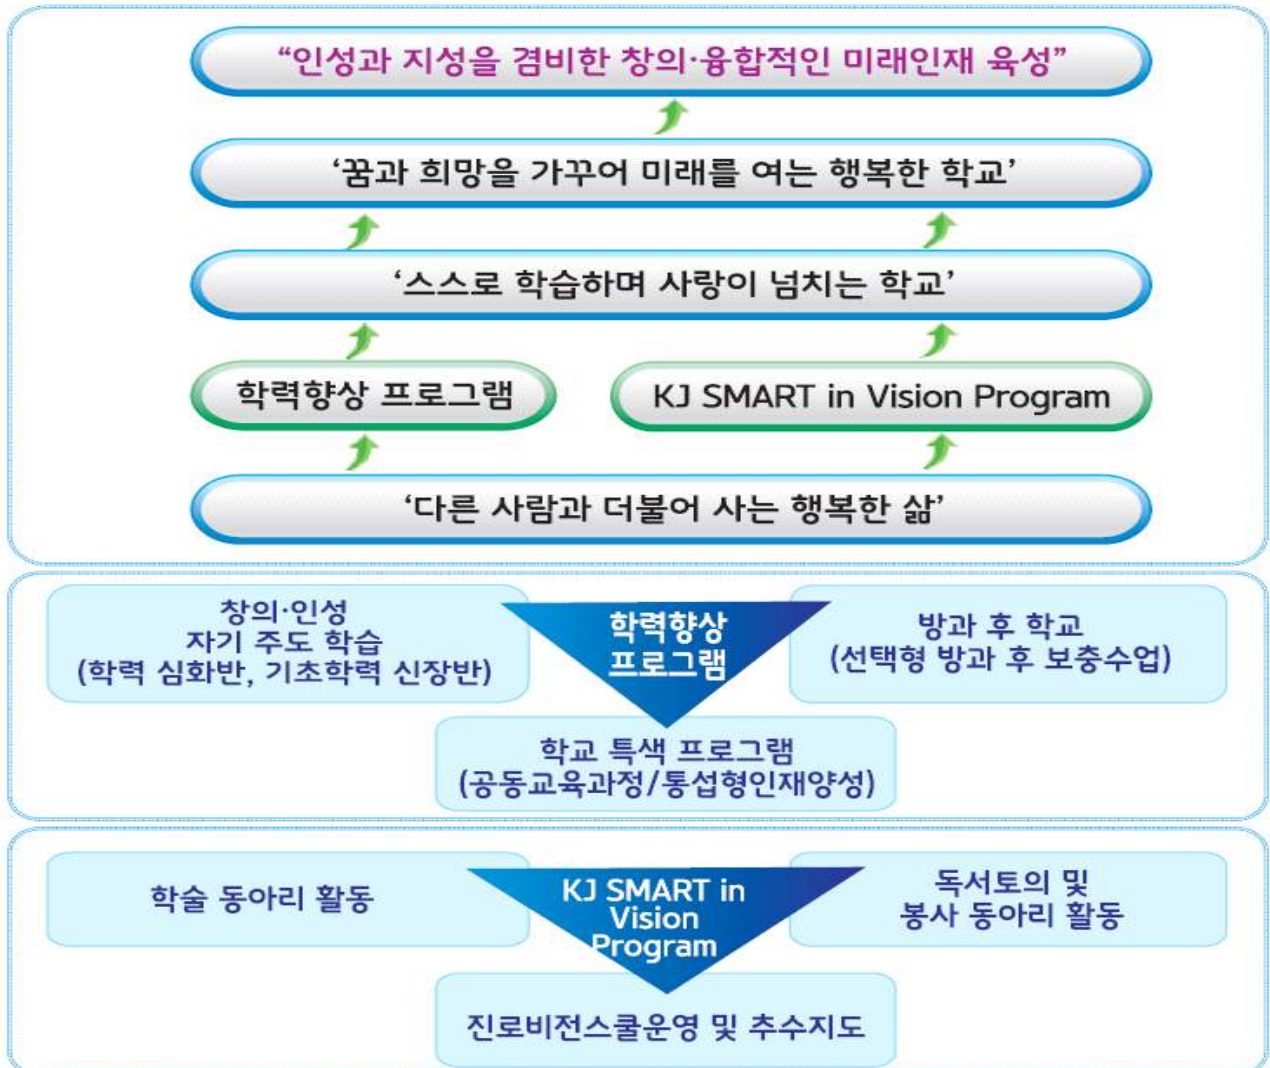 “인성과 지성을 겸비한 창의·융합적인 미래인재 육성”
‘꿈과 희망을 가꾸어 미래를 여는 행복한 학교’
‘스스로 학습하며 사랑이 넘치는 학교’
학력향상 프로그램
KJ SMART in Vision Program
‘다른 사람과 더불어 사는 행복한 삶’
창의·인성
자기 주도 학습
(학력 심화반, 기초학력 신장반)
학력향상
프로그램
방과 후 학교
(선택형 방과 후 보충수업)
학교 특색 프로그램
(공동교육과정/통섭형인재양성)
학술 동아리 활동
KJ SMART in
Vision
Program
독서토의 및
봉사 동아리 활동
진로비전스쿨운영 및 추수지도